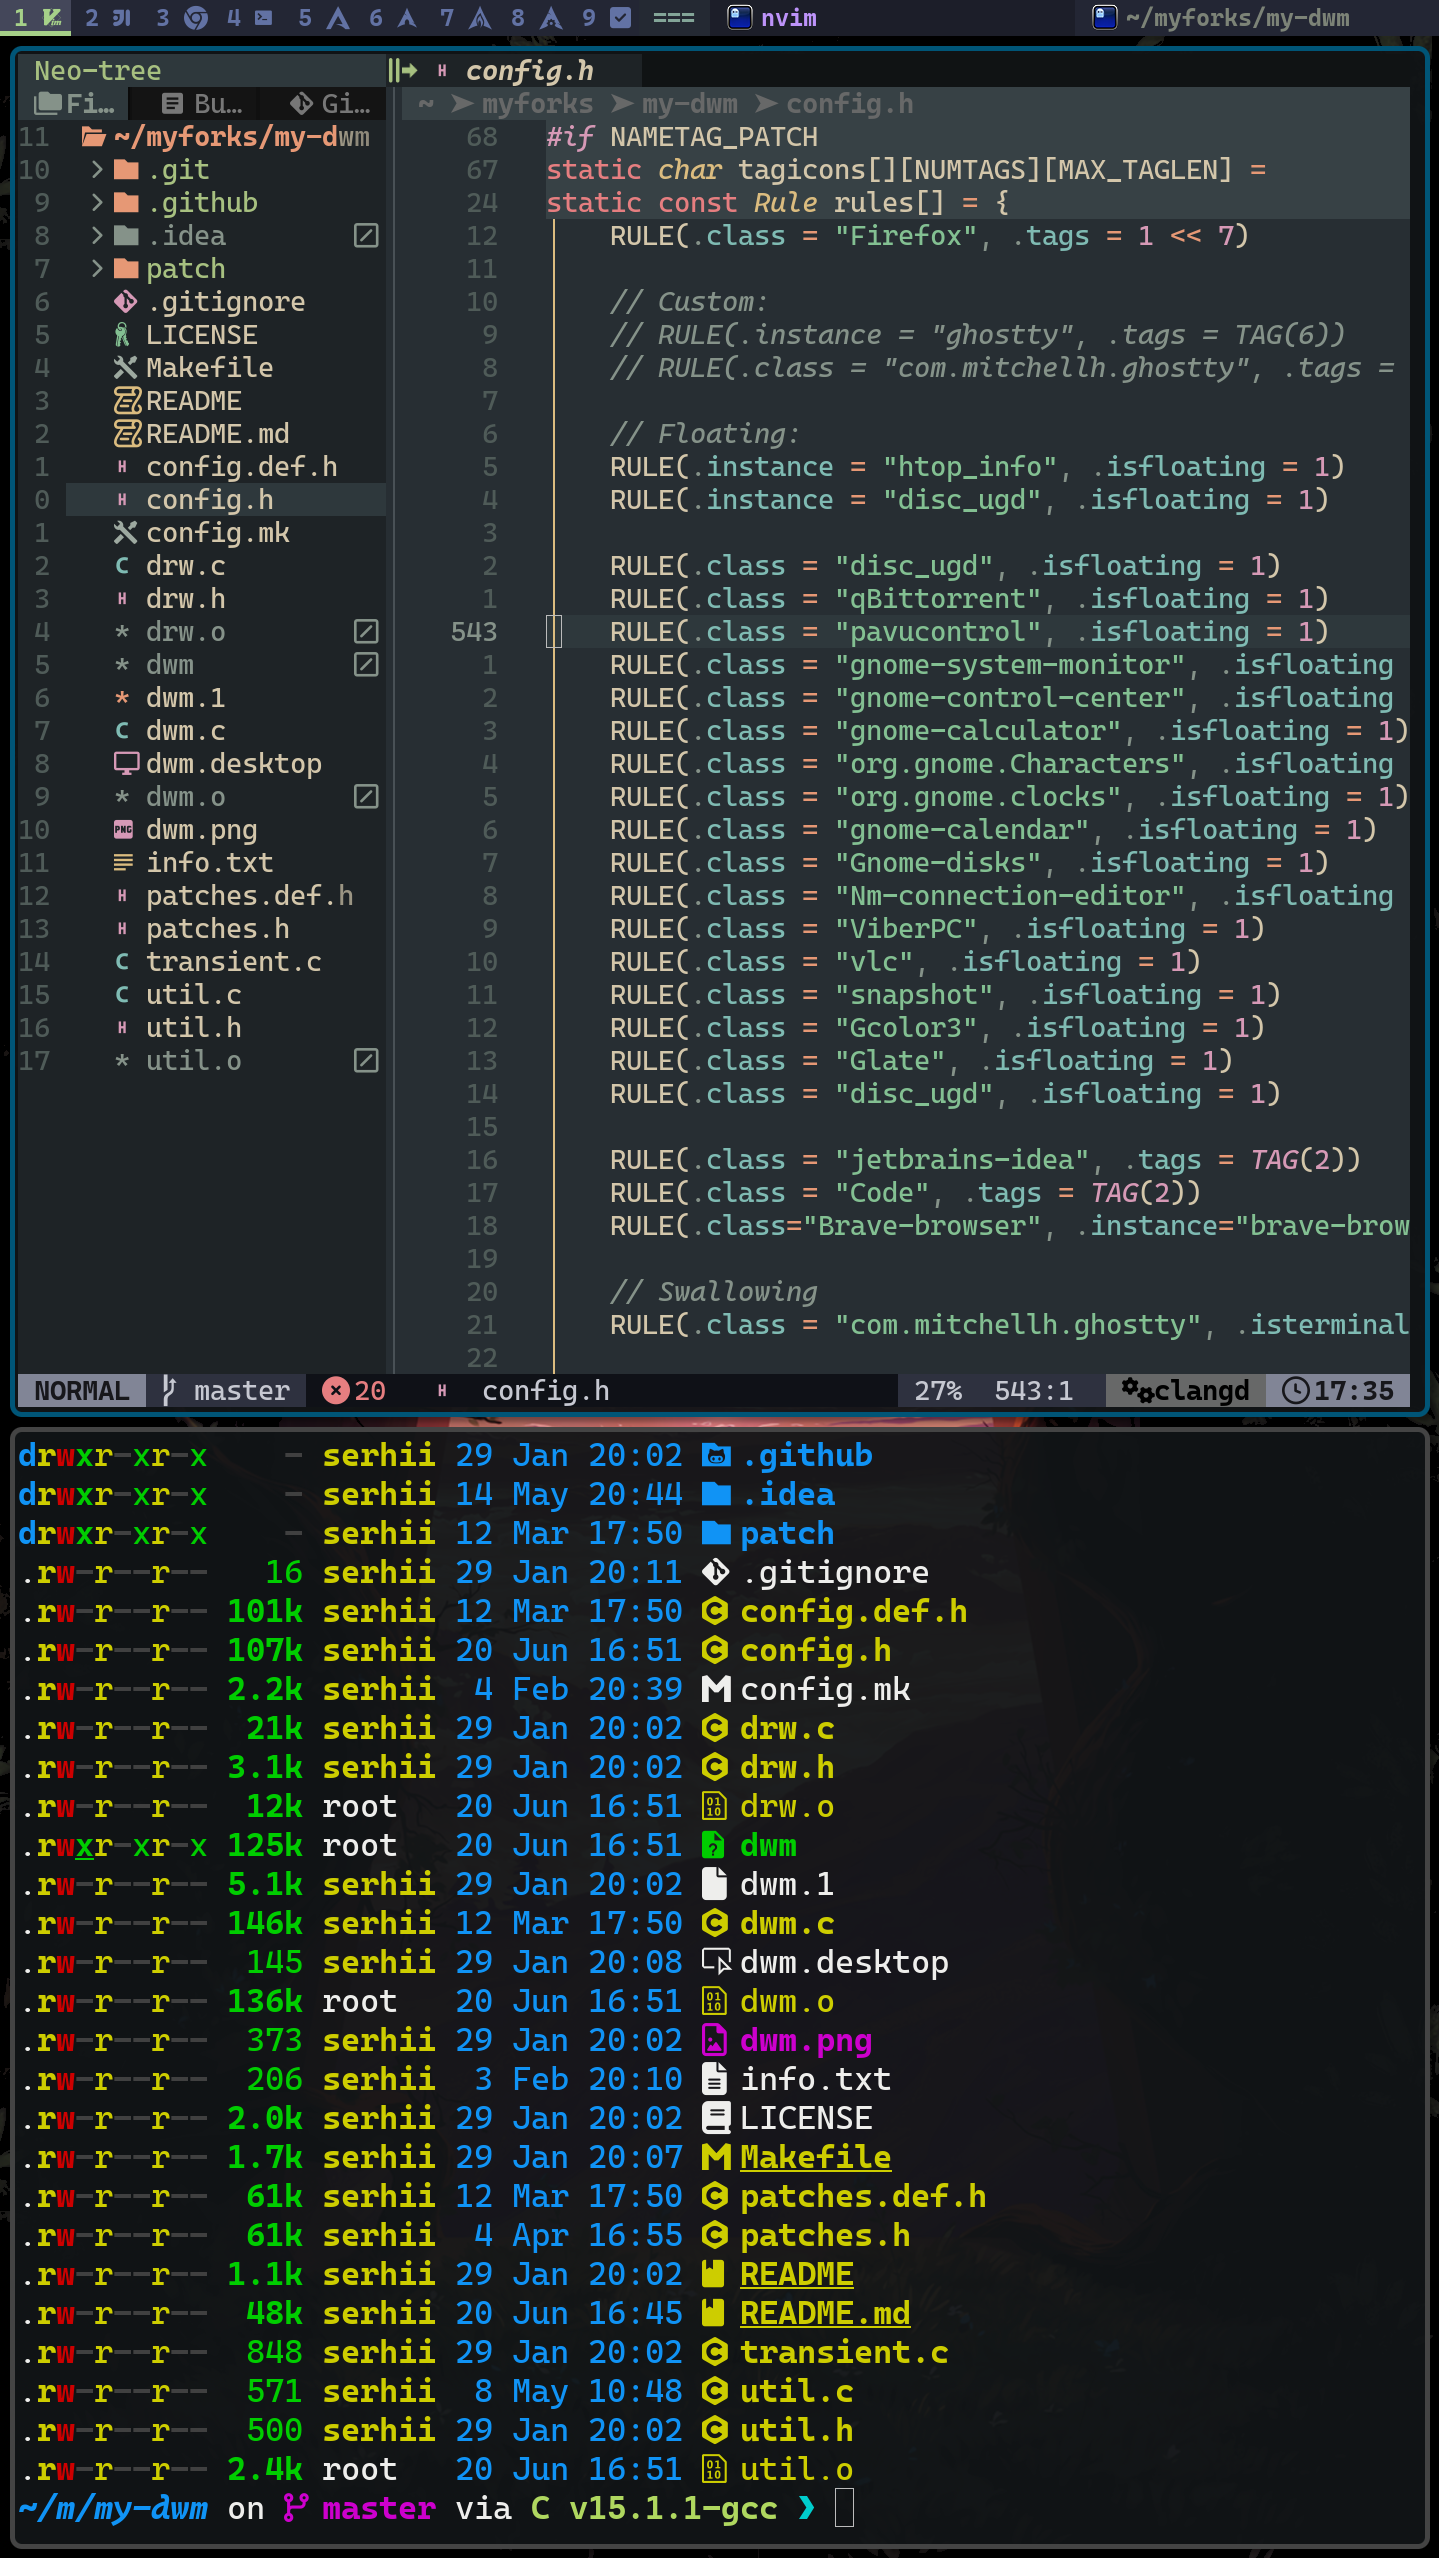 1 2 3 4 5 6 7 8 9 === nvim ~/myforks/my-dwm
Neo-tree config.h
Fi… Bu… Gi… ~ myforks my-dwm config.h
11 ~/myforks/my-dwm
10 .git
9 .github
8 .idea
7 patch
6 .gitignore
5 LICENSE
4 Makefile
3 README
2 README.md
1 config.def.h
0 config.h
1 config.mk
2 drw.c
3 drw.h
4 * drw.o
5 * dwm
6 * dwm.1
7 dwm.c
8 dwm.desktop
9 * dwm.o
10 dwm.png
11 info.txt
12 patches.def.h
13 patches.h
14 transient.c
15 util.c
16 util.h
17 * util.o
68 #if NAMETAG_PATCH
67 static char tagicons[][NUMTAGS][MAX_TAGLEN] =
24 static const Rule rules[] = {
12 RULE(.class = "Firefox", .tags = 1 << 7)
11
10 // Custom:
9 // RULE(.instance = "ghostty", .tags = TAG(6))
8 // RULE(.class = "com.mitchellh.ghostty", .tags =
7
6 // Floating:
5 RULE(.instance = "htop_info", .isfloating = 1)
4 RULE(.instance = "disc_ugd", .isfloating = 1)
3
2 RULE(.class = "disc_ugd", .isfloating = 1)
1 RULE(.class = "qBittorrent", .isfloating = 1)
543 RULE(.class = "pavucontrol", .isfloating = 1)
1 RULE(.class = "gnome-system-monitor", .isfloating
2 RULE(.class = "gnome-control-center", .isfloating
3 RULE(.class = "gnome-calculator", .isfloating = 1)
4 RULE(.class = "org.gnome.Characters", .isfloating
5 RULE(.class = "org.gnome.clocks", .isfloating = 1)
6 RULE(.class = "gnome-calendar", .isfloating = 1)
7 RULE(.class = "Gnome-disks", .isfloating = 1)
8 RULE(.class = "Nm-connection-editor", .isfloating
9 RULE(.class = "ViberPC", .isfloating = 1)
10 RULE(.class = "vlc", .isfloating = 1)
11 RULE(.class = "snapshot", .isfloating = 1)
12 RULE(.class = "Gcolor3", .isfloating = 1)
13 RULE(.class = "Glate", .isfloating = 1)
14 RULE(.class = "disc_ugd", .isfloating = 1)
15
16 RULE(.class = "jetbrains-idea", .tags = TAG(2))
17 RULE(.class = "Code", .tags = TAG(2))
18 RULE(.class="Brave-browser", .instance="brave-brow
19
20 // Swallowing
21 RULE(.class = "com.mitchellh.ghostty", .isterminal
22
NORMAL master 20 config.h 27% 543:1 clangd 17:35
drwxr-xr-x - serhii 29 Jan 20:02 .github
drwxr-xr-x - serhii 14 May 20:44 .idea
drwxr-xr-x - serhii 12 Mar 17:50 patch
.rw-r--r-- 16 serhii 29 Jan 20:11 .gitignore
.rw-r--r-- 101k serhii 12 Mar 17:50 config.def.h
.rw-r--r-- 107k serhii 20 Jun 16:51 config.h
.rw-r--r-- 2.2k serhii 4 Feb 20:39 config.mk
.rw-r--r-- 21k serhii 29 Jan 20:02 drw.c
.rw-r--r-- 3.1k serhii 29 Jan 20:02 drw.h
.rw-r--r-- 12k root 20 Jun 16:51 drw.o
.rwxr-xr-x 125k root 20 Jun 16:51 dwm
.rw-r--r-- 5.1k serhii 29 Jan 20:02 dwm.1
.rw-r--r-- 146k serhii 12 Mar 17:50 dwm.c
.rw-r--r-- 145 serhii 29 Jan 20:08 dwm.desktop
.rw-r--r-- 136k root 20 Jun 16:51 dwm.o
.rw-r--r-- 373 serhii 29 Jan 20:02 dwm.png
.rw-r--r-- 206 serhii 3 Feb 20:10 info.txt
.rw-r--r-- 2.0k serhii 29 Jan 20:02 LICENSE
.rw-r--r-- 1.7k serhii 29 Jan 20:07 Makefile
.rw-r--r-- 61k serhii 12 Mar 17:50 patches.def.h
.rw-r--r-- 61k serhii 4 Apr 16:55 patches.h
.rw-r--r-- 1.1k serhii 29 Jan 20:02 README
.rw-r--r-- 48k serhii 20 Jun 16:45 README.md
.rw-r--r-- 848 serhii 29 Jan 20:02 transient.c
.rw-r--r-- 571 serhii 8 May 10:48 util.c
.rw-r--r-- 500 serhii 29 Jan 20:02 util.h
.rw-r--r-- 2.4k root 20 Jun 16:51 util.o
~/m/my-dwm on master via C v15.1.1-gcc ❯